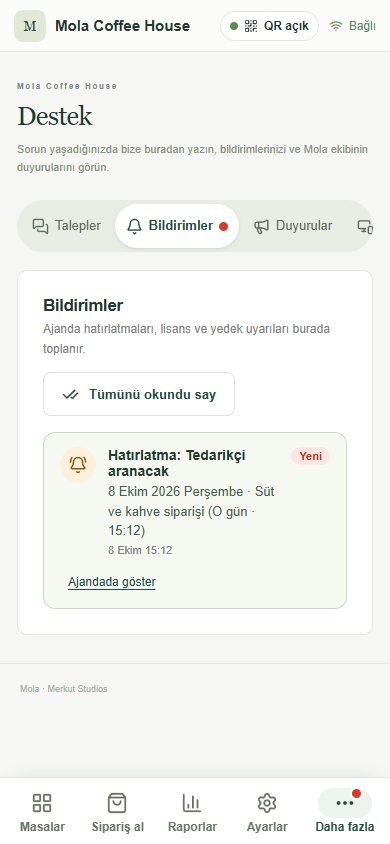 M
Mola Coffee House
QR açık
Bağlı
Mola Coffee House
Destek
Sorun yaşadığınızda bize buradan yazın, bildirimlerinizi ve Mola ekibinin
duyurularını görün.
Talepler
Bildirimler
Duyurular
Bildirimler
Ajanda hatırlatmaları, lisans ve yedek uyarıları burada
toplanır.
Tümünü okundu say
Hatırlatma: Tedarikçi
aranacak
Yeni
8 Ekim 2026 Perşembe · Süt
ve kahve siparişi (O gün ·
15:12)
8 Ekim 15:12
Ajandada göster
Mola · Merkut Studios
Masalar
Sipariş al
Raporlar
Ayarlar
Daha fazla